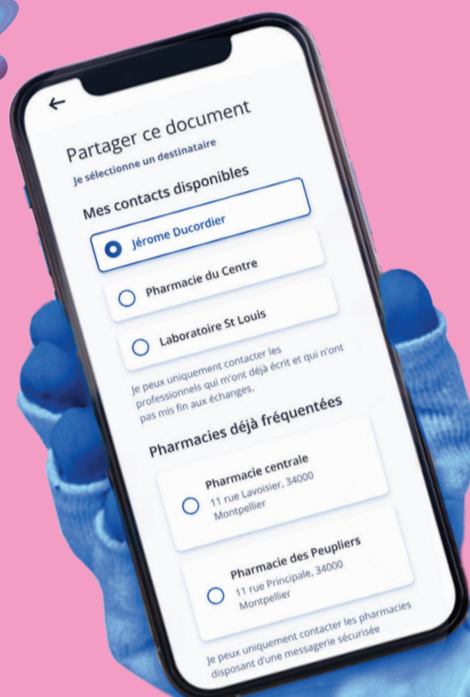 Partager ce document
Je sélectionne un destinataire
Mes contacts disponibles
Jérome Ducordier
Pharmacie du Centre
Laboratoire St Louis
Je peux uniquement contacter les
professionnels qui m'ont déjà écrit et qui n'ont
pas mis fin aux échanges.
Pharmacies déjà fréquentées
Pharmacie centrale
11 rue Lavoisier, 34000
Montpellier
Pharmacie des Peupliers
11 rue Principale, 34000
Montpellier
Je peux uniquement contacter les pharmacies
disposant d'une messagerie sécurisée